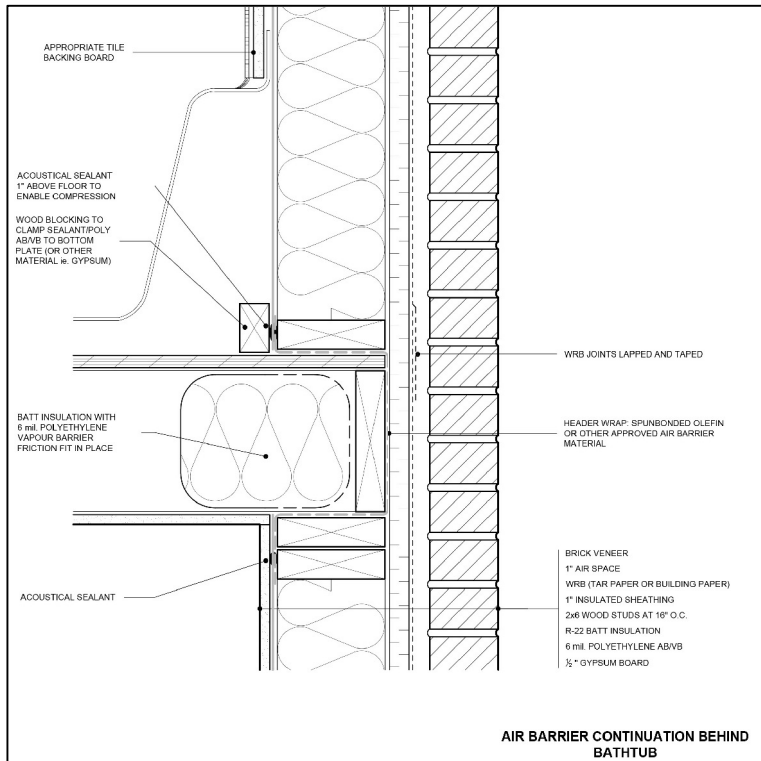 APPROPRIATE TILE
BACKING BOARD
ACOUSTICAL SEALANT
1" ABOVE FLOOR TO
ENABLE COMPRESSION
WOOD BLOCKING TO
CLAMP SEALANT/POLY
AB/VB TO BOTTOM
PLATE (OR OTHER
MATERIAL ie. GYPSUM)
WRB JOINTS LAPPED AND TAPED
BATT INSULATION WITH
6 mil. POLYETHYLENE
VAPOUR BARRIER
FRICTION FIT IN PLACE
HEADER WRAP: SPUNBONDED OLEFIN
OR OTHER APPROVED AIR BARRIER
MATERIAL
ACOUSTICAL SEALANT
BRICK VENEER
1" AIR SPACE
WRB (TAR PAPER OR BUILDING PAPER)
1" INSULATED SHEATHING
2x6 WOOD STUDS AT 16" O.C.
R-22 BATT INSULATION
6 mil. POLYETHYLENE AB/VB
½ " GYPSUM BOARD
AIR BARRIER CONTINUATION BEHIND
BATHTUB